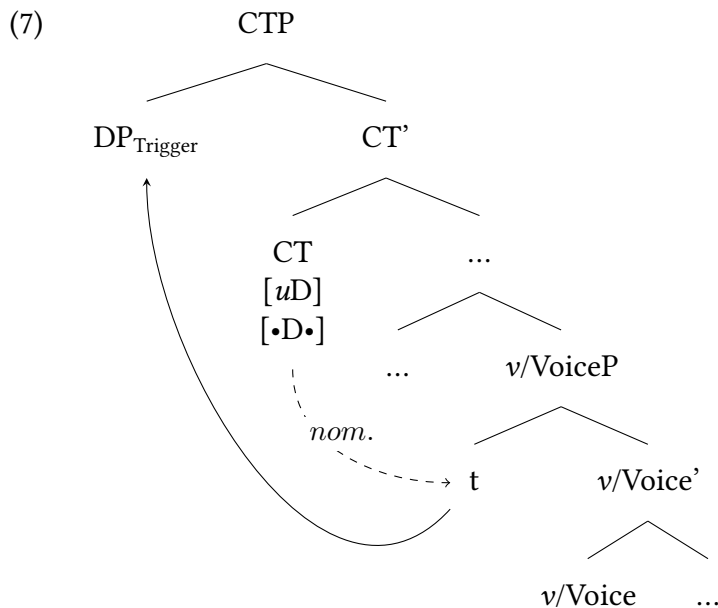 (7) CTP
DP_Trigger CT’
CT ...
[uD]
[•D•]
... v/VoiceP
nom.
t v/Voice’
v/Voice ...